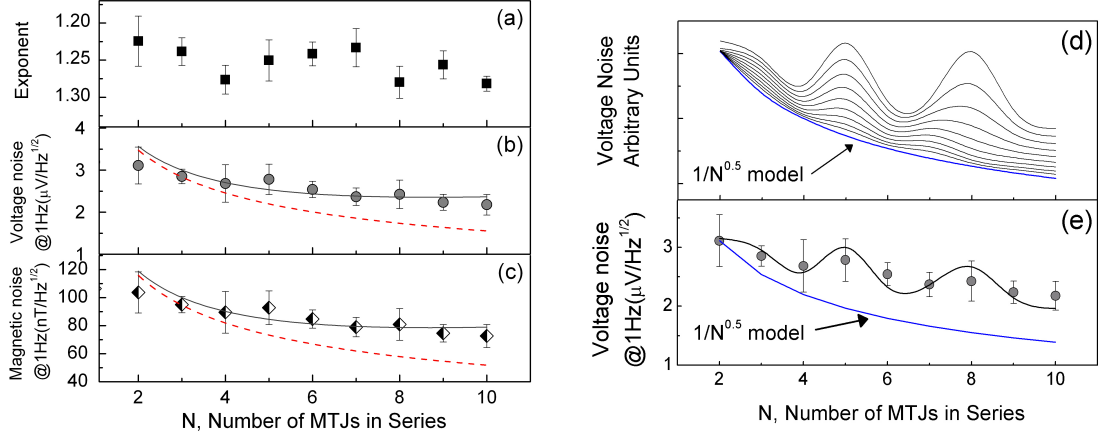 (a)
Exponent
1.20
1.25
1.30
(b)
Voltage noise
@1Hz(μV/Hz^1/2)
4
3
2
1
(c)
Magnetic noise
@1Hz(nT/Hz^1/2)
120
100
80
60
40
2 4 6 8 10
N, Number of MTJs in Series
(d)
Voltage Noise
Arbitrary Units
1/N^0.5 model
(e)
Voltage noise
@1Hz(μV/Hz^1/2)
3
2
1
1/N^0.5 model
2 4 6 8 10
N, Number of MTJs in Series